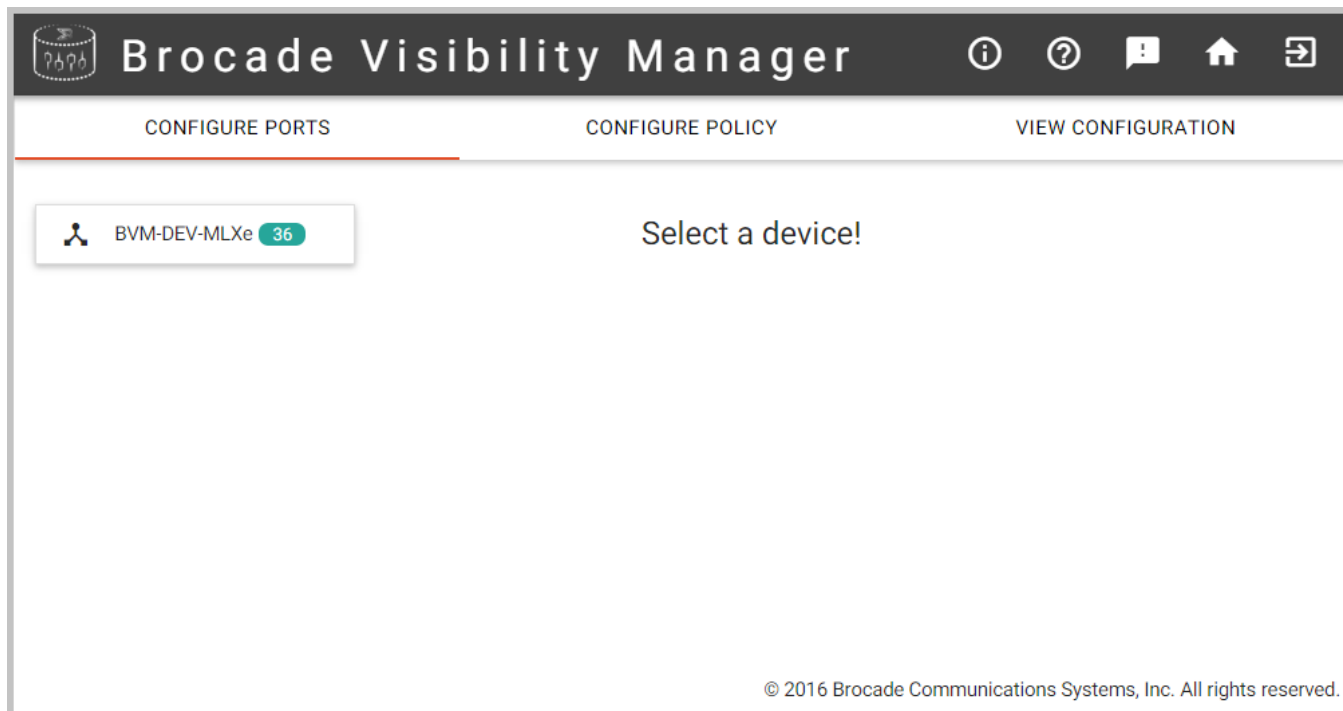 Brocade Visibility Manager
CONFIGURE PORTS CONFIGURE POLICY VIEW CONFIGURATION
BVM-DEV-MLXe 36 Select a device!
© 2016 Brocade Communications Systems, Inc. All rights reserved.